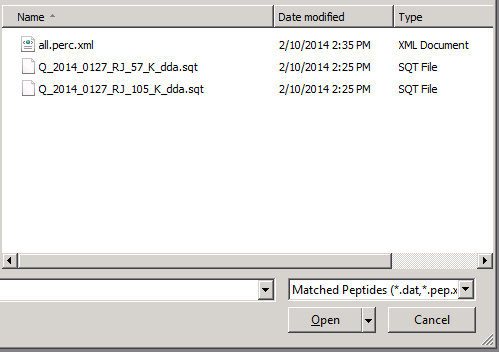 Name Date modified Type
all.perc.xml 2/10/2014 2:35 PM XML Document
Q_2014_0127_RJ_57_K_dda.sqt 2/10/2014 2:25 PM SQT File
Q_2014_0127_RJ_105_K_dda.sqt 2/10/2014 2:25 PM SQT File
Matched Peptides (*.dat,*.pep.x
Open Cancel